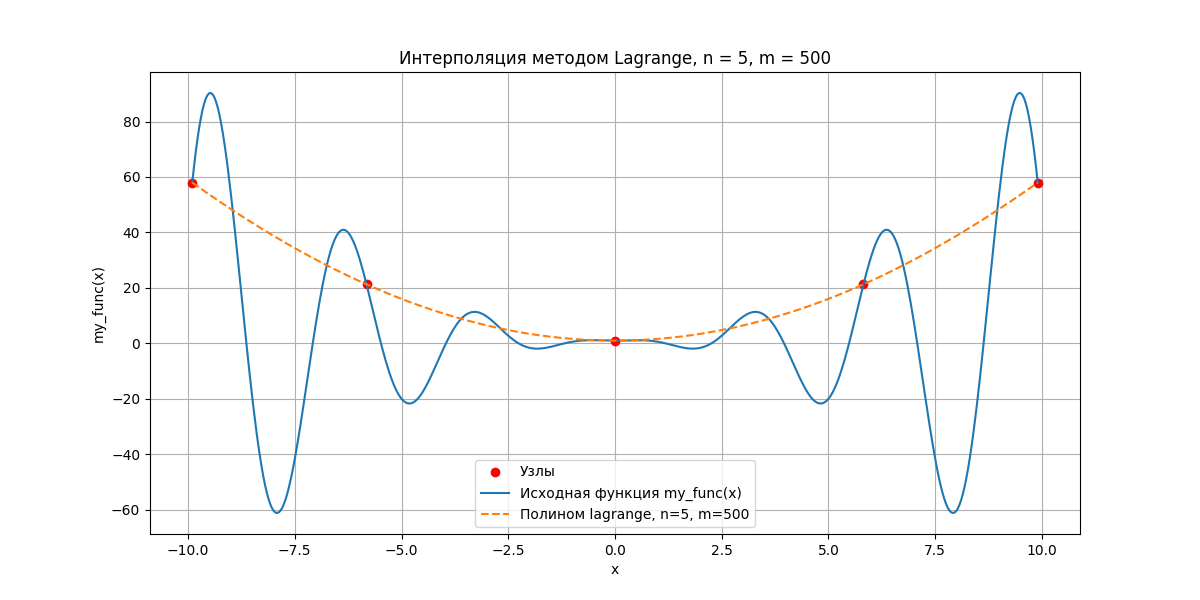 Интерполяция методом Lagrange, n = 5, m = 500
my_func(x)
80
60
40
20
0
−20
−40
−60
Узлы
Исходная функция my_func(x)
Полином lagrange, n=5, m=500
−10.0 −7.5 −5.0 −2.5 0.0 2.5 5.0 7.5 10.0
x